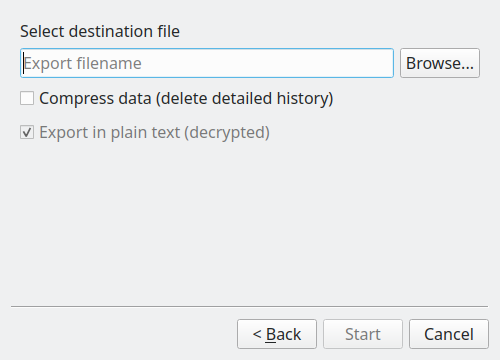 Select destination file
Export filename
Browse...
Compress data (delete detailed history)
Export in plain text (decrypted)
< Back
Start
Cancel